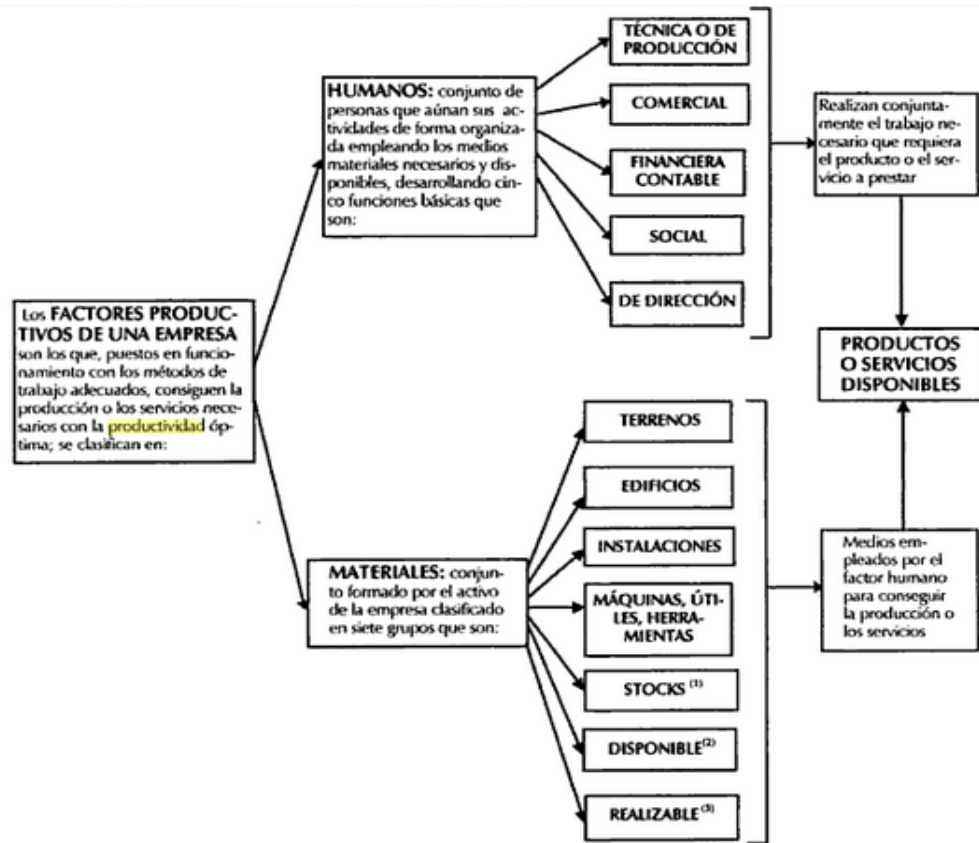 Los FACTORES PRODUC-
TIVOS DE UNA EMPRESA
son los que, puestos en funcio-
namiento con los métodos de
trabajo adecuados, consiguen la
producción o los servicios nece-
sarios con la productividad óp-
tima; se clasifican en:
HUMANOS: conjunto de
personas que aúnan sus actividades
de forma organiza-
da empleando los medios
materiales necesarios y dis-
ponibles, desarrollando cin-
co funciones básicas que
son:
TÉCNICA O DE
PRODUCCIÓN
COMERCIAL
FINANCIERA
CONTABLE
SOCIAL
DE DIRECCIÓN
Realizan conjunta-
mente el trabajo ne-
cesario que requiera
el producto o el ser-
vicio a prestar
PRODUCTOS
O SERVICIOS
DISPONIBLES
MATERIALES: conjun-
to formado por el activo
de la empresa clasificado
en siete grupos que son:
TERRENOS
EDIFICIOS
INSTALACIONES
MÁQUINAS, ÚTI-
LES, HERRA-
MIENTAS
STOCKS (1)
DISPONIBLE(2)
REALIZABLE (3)
Medios em-
pleados por el
factor humano
para conseguir
la producción o
los servicios